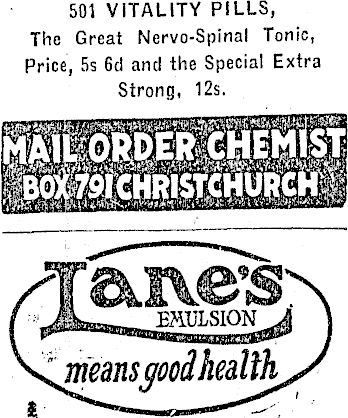 501 VITALITY PILLS,
The Great Nervo-Spinal Tonic,
Price, 5s 6d and the Special Extra
Strong, 12s.
MAIL ORDER CHEMIST
BOX 791 CHRISTCHURCH
Lane's
EMULSION
means good health